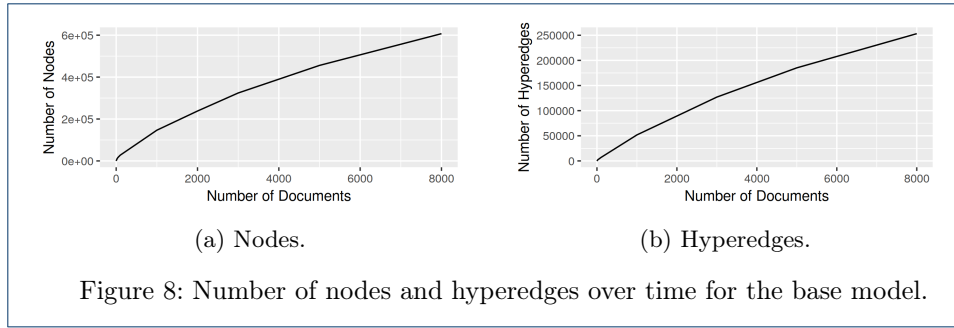 Number of Nodes
6e+05
4e+05
2e+05
0e+00
0 2000 4000 6000 8000
Number of Documents
(a) Nodes.
Number of Hyperedges
250000
200000
150000
100000
50000
0
0 2000 4000 6000 8000
Number of Documents
(b) Hyperedges.
Figure 8: Number of nodes and hyperedges over time for the base model.